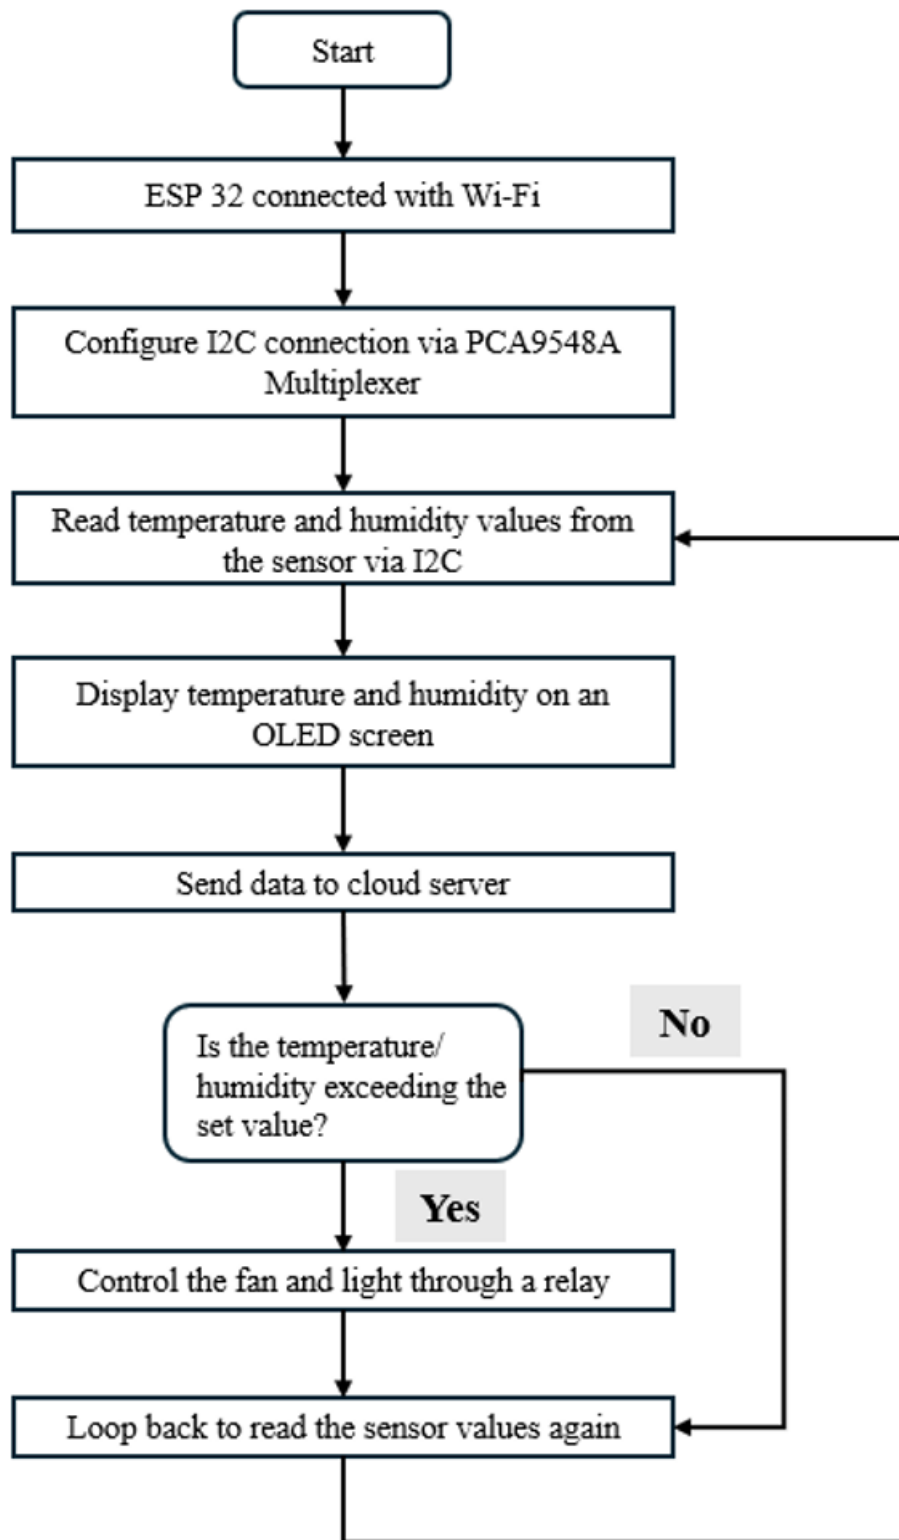 Start
ESP 32 connected with Wi-Fi
Configure I2C connection via PCA9548A
Multiplexer
Read temperature and humidity values from
the sensor via I2C
Display temperature and humidity on an
OLED screen
Send data to cloud server
Is the temperature/
humidity exceeding the
set value?
No
Yes
Control the fan and light through a relay
Loop back to read the sensor values again